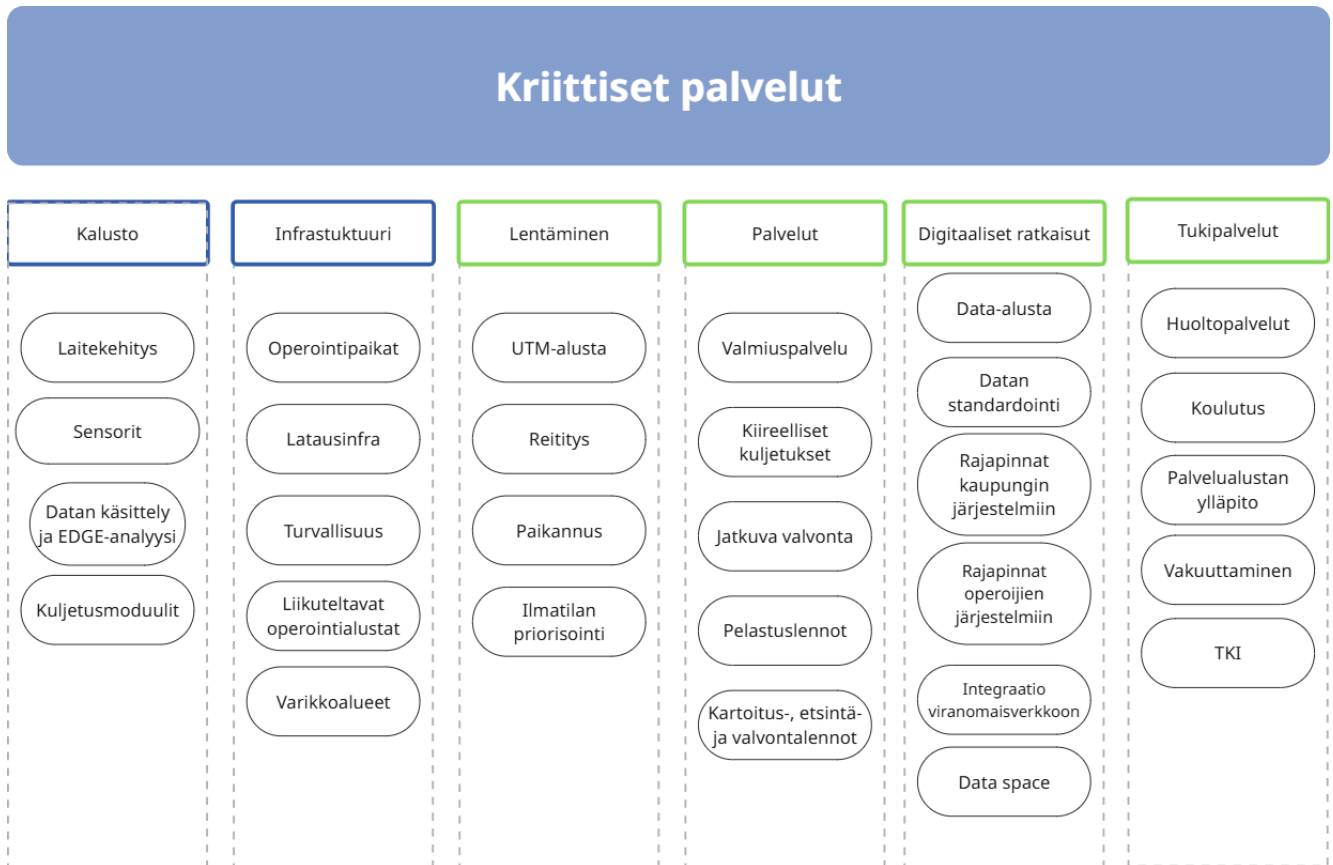 Kriittiset palvelut
Kalusto
Laitekehitys
Sensorit
Datan käsittely
ja EDGE-analyysi
Kuljetusmoduulit
Infrastuktuuri
Operointipaikat
Latausinfra
Turvallisuus
Liikuteltavat
operointialustat
Varikkoalueet
Lentäminen
UTM-alusta
Reititys
Paikannus
Ilmatilan
priorisointi
Palvelut
Valmiuspalvelu
Kiireelliset
kuljetukset
Jatkuva valvonta
Pelastuslennot
Kartoitus-, etsintä-
ja valvontalennot
Digitaaliset ratkaisut
Data-alusta
Datan
standardointi
Rajapinnat
kaupungin
järjestelmiin
Rajapinnat
operoijien
järjestelmiin
Integraatio
viranomaisverkkoon
Data space
Tukipalvelut
Huoltopalvelut
Koulutus
Palvelualustan
ylläpito
Vakuuttaminen
TKI